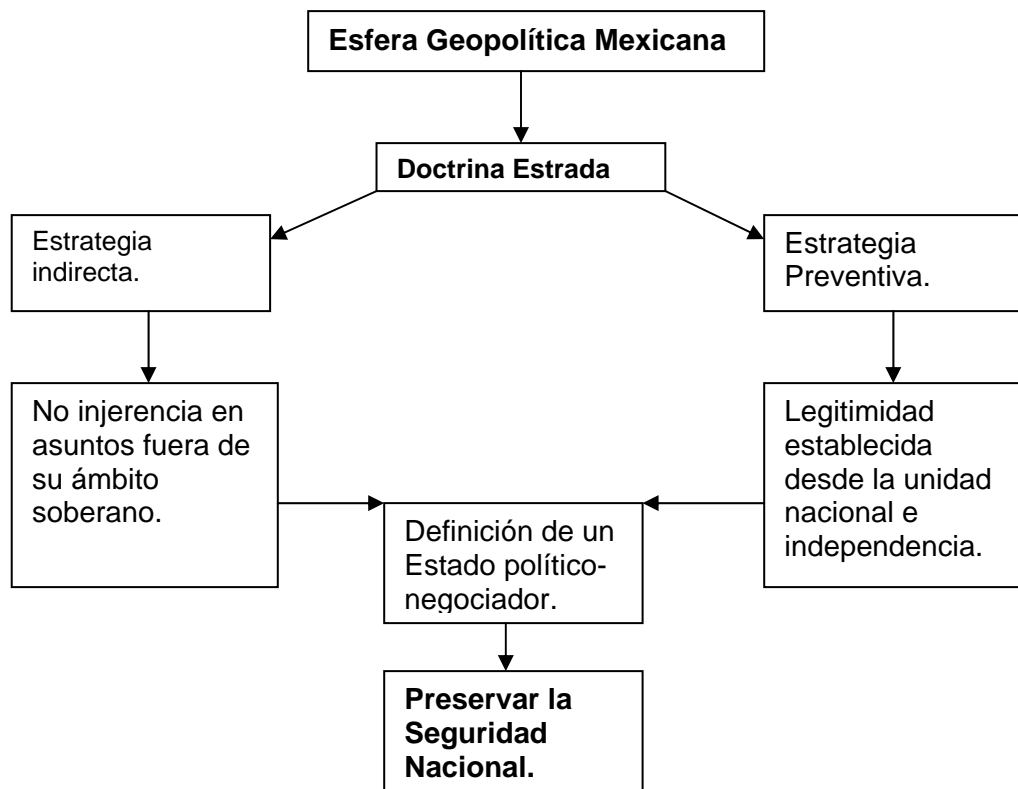 Esfera Geopolítica Mexicana
Doctrina Estrada
Estrategia
indirecta.
Estrategia
Preventiva.
No injerencia en
asuntos fuera de
su ámbito
soberano.
Legitimidad
establecida
desde la unidad
nacional e
independencia.
Definición de un
Estado político-
negociador.
Preservar la
Seguridad
Nacional.